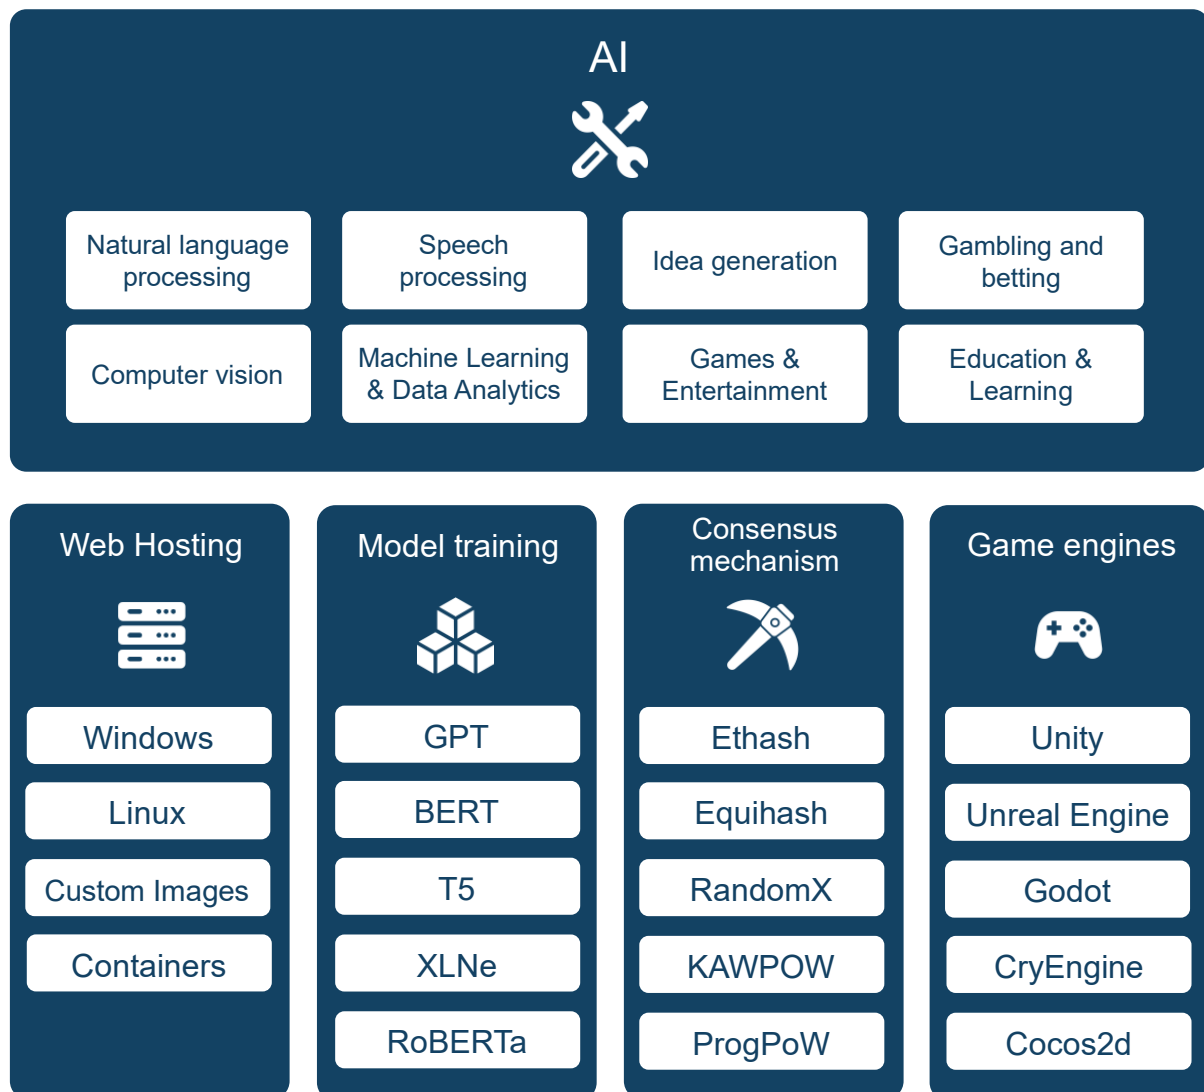 AI
Natural language
processing
Speech
processing
Idea generation
Gambling and
betting
Computer vision
Machine Learning
& Data Analytics
Games &
Entertainment
Education &
Learning
Web Hosting
Windows
Linux
Custom Images
Containers
Model training
GPT
BERT
T5
XLNe
RoBERTa
Consensus
mechanism
Ethash
Equihash
RandomX
KAWPOW
ProgPoW
Game engines
Unity
Unreal Engine
Godot
CryEngine
Cocos2d